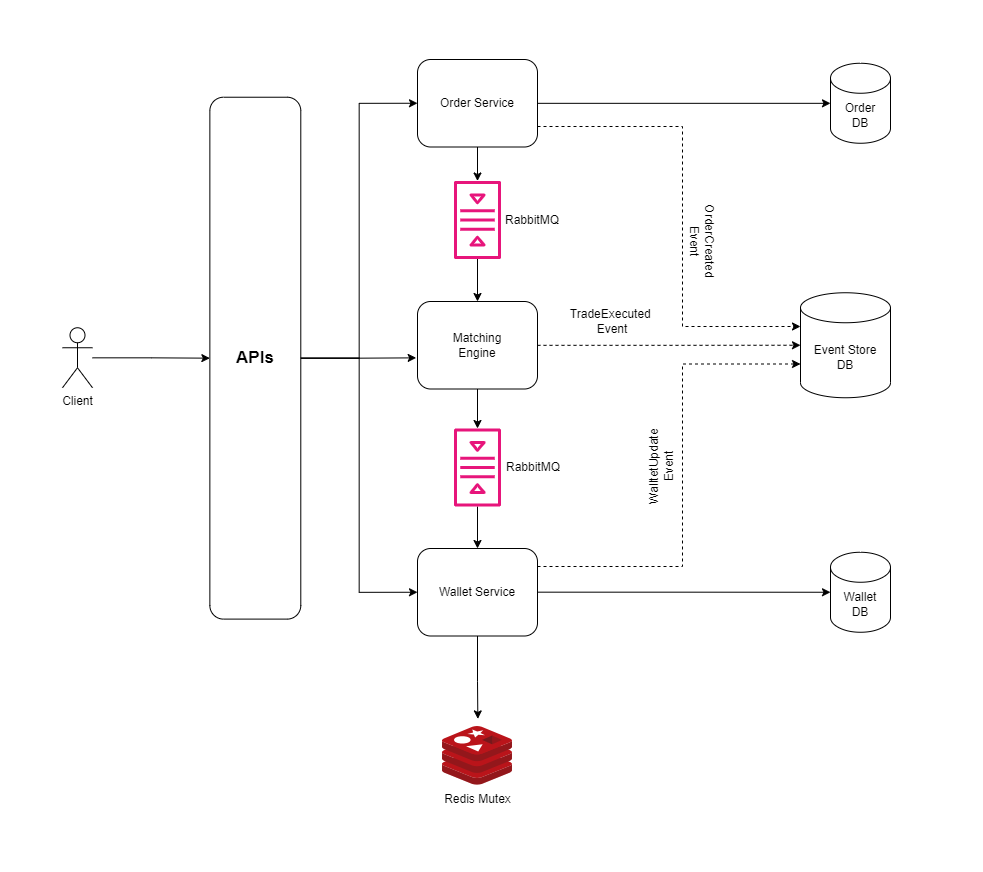 Order Service
Order
DB
RabbitMQ
OrderCreated
Event
TradeExecuted
Event
Matching
Engine
Event Store
DB
APIs
Client
RabbitMQ
WalltetUpdate
Event
Wallet Service
Wallet
DB
Redis Mutex